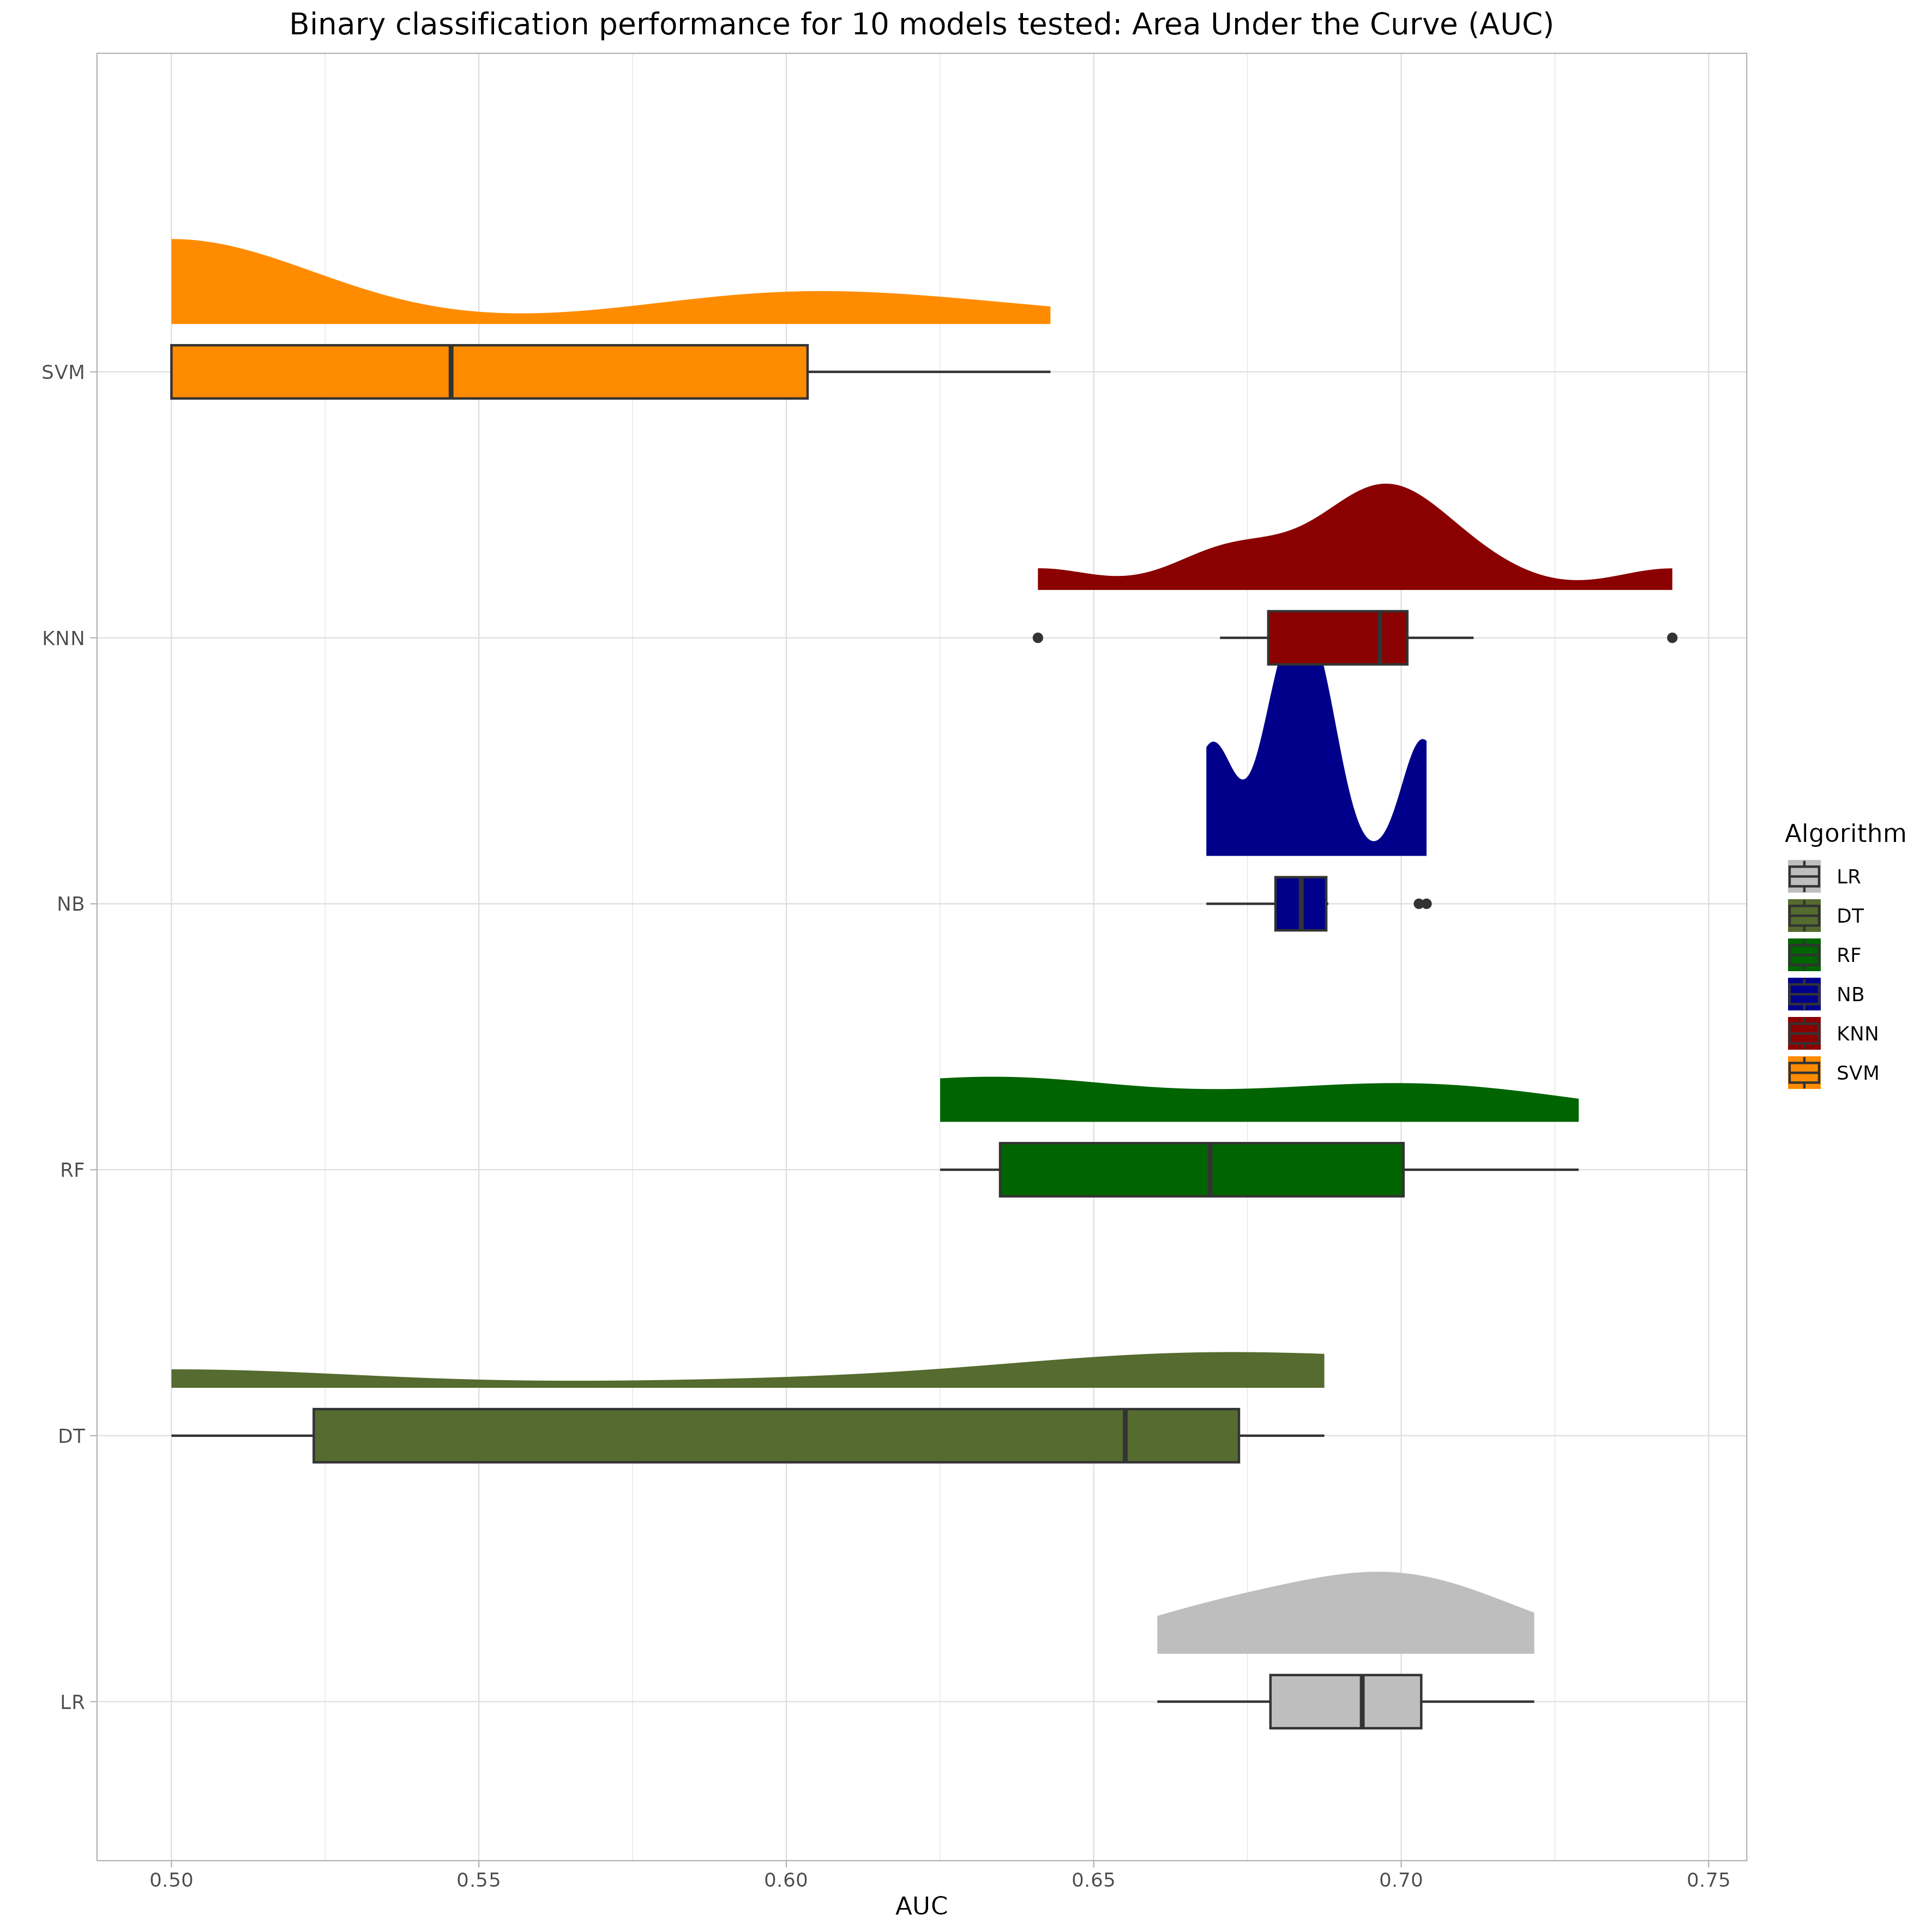 Binary classification performance for 10 models tested: Area Under the Curve (AUC)
SVM
KNN
NB
RF
DT
LR
0.50 0.55 0.60 0.65 0.70 0.75
AUC
Algorithm
LR
DT
RF
NB
KNN
SVM